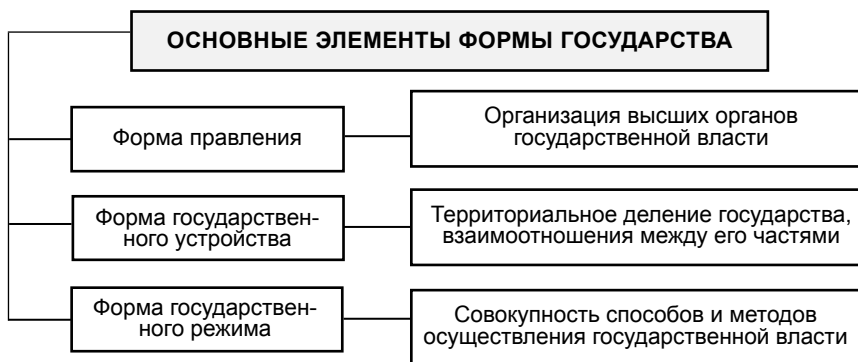 ОСНОВНЫЕ ЭЛЕМЕНТЫ ФОРМЫ ГОСУДАРСТВА
Форма правления
Организация высших органов
государственной власти
Форма государствен-
ного устройства
Территориальное деление государства,
взаимоотношения между его частями
Форма государствен-
ного режима
Совокупность способов и методов
осуществления государственной власти